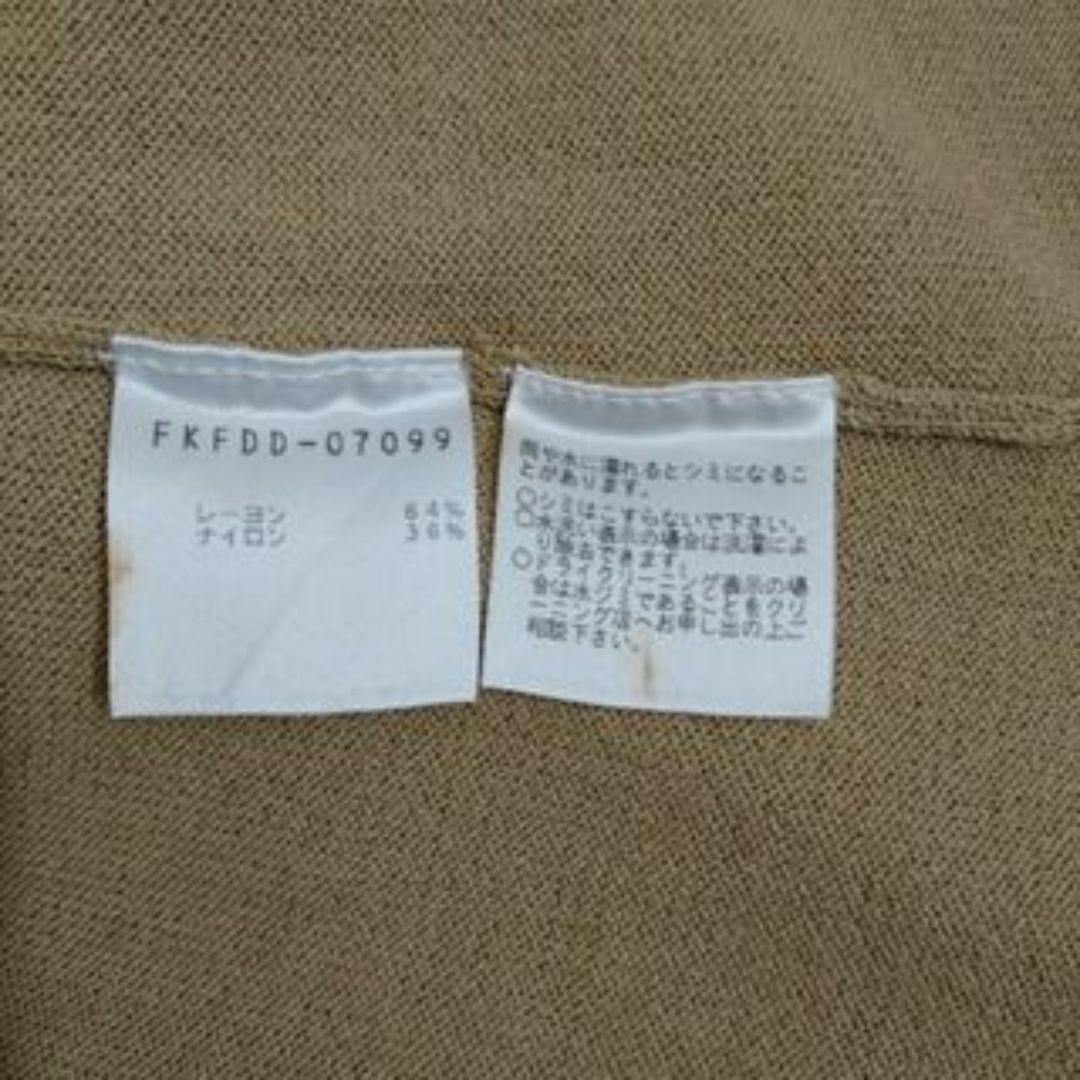 FKFDD-07099
レーヨン 64%
ナイロン 36%
雨や水に濡れるとシミになるこ
とがあります。
○シミはこすらないで下さい。
○水洗い表示の場合は洗濯によ
り除去できます。
○ドライクリーニング表示の場
合は水ジミであることをクリ
ーニング店へお申し出の上ご
相談下さい。